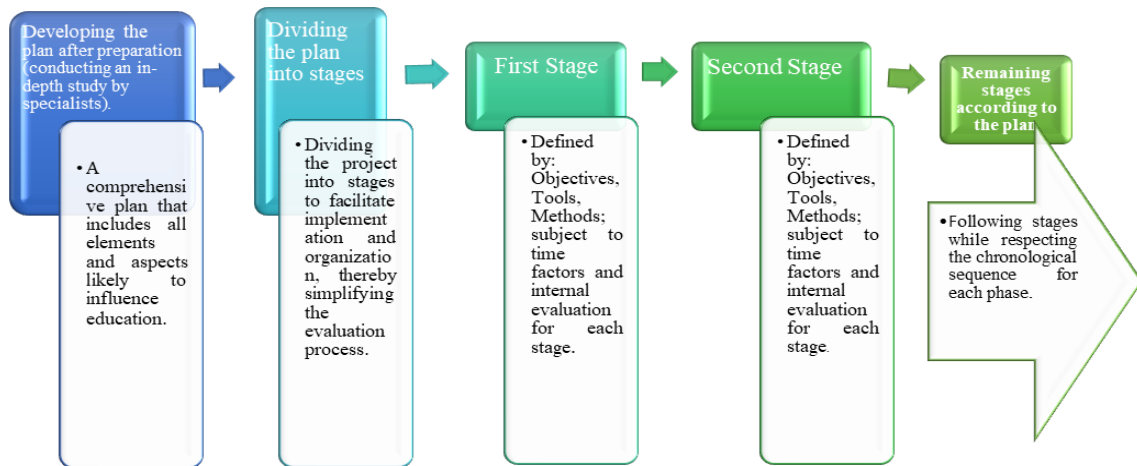 Developing the
plan after preparation
(conducting an in-
depth study by
specialists).
• A
comprehensi
ve plan that
includes all
elements
and aspects
likely to
influence
education.
Dividing
the plan
into stages
• Dividing
the project
into stages
to facilitate
implement
ation and
organizatio
n, thereby
simplifying
the
evaluation
process.
First Stage
• Defined
by:
Objectives,
Tools,
Methods;
subject to
time
factors and
internal
evaluation
for each
stage.
Second Stage
• Defined
by:
Objectives,
Tools,
Methods;
subject to
time
factors and
internal
evaluation
for each
stage.
Remaining
stages
according to
the plan
• Following stages
while respecting
the chronological
sequence for
each phase.